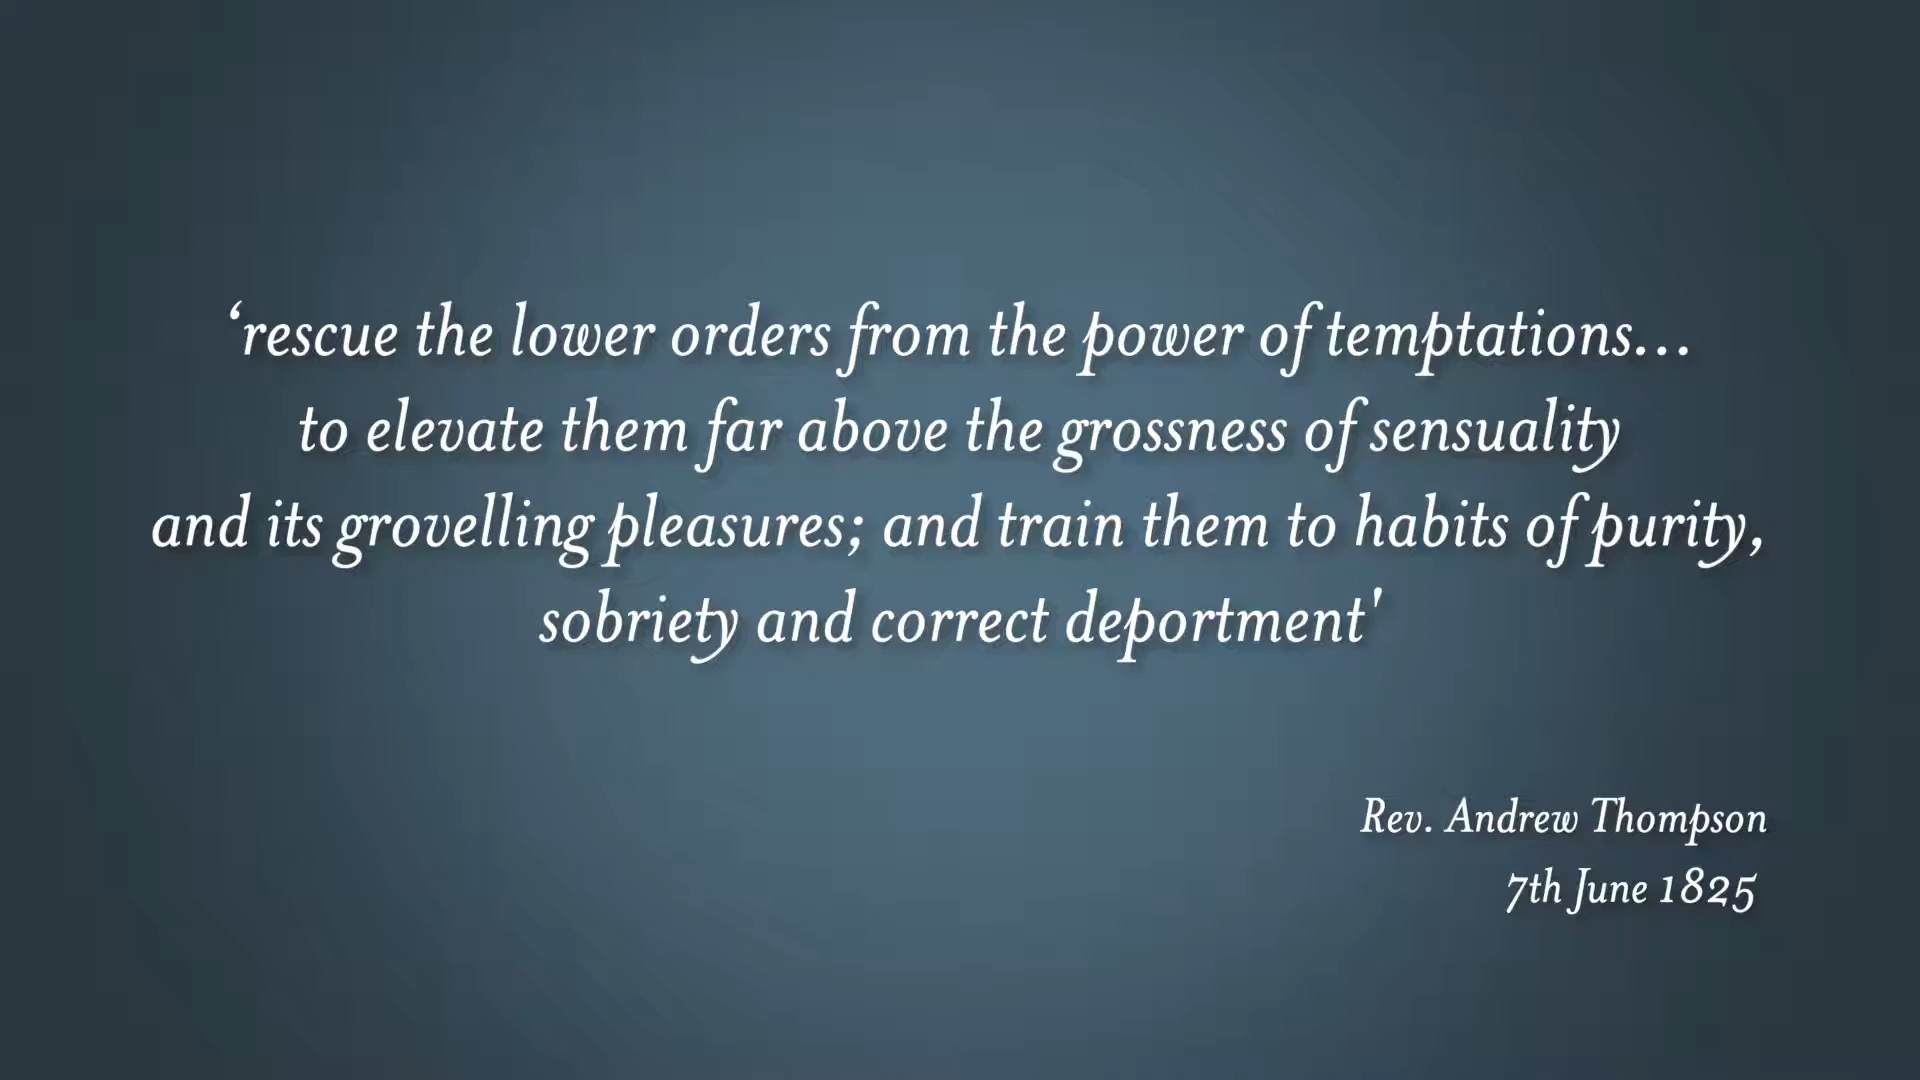 ‘rescue the lower orders from the power of temptations...
to elevate them far above the grossness of sensuality
and its grovelling pleasures; and train them to habits of purity,
sobriety and correct deportment'
Rev. Andrew Thompson
7th June 1825